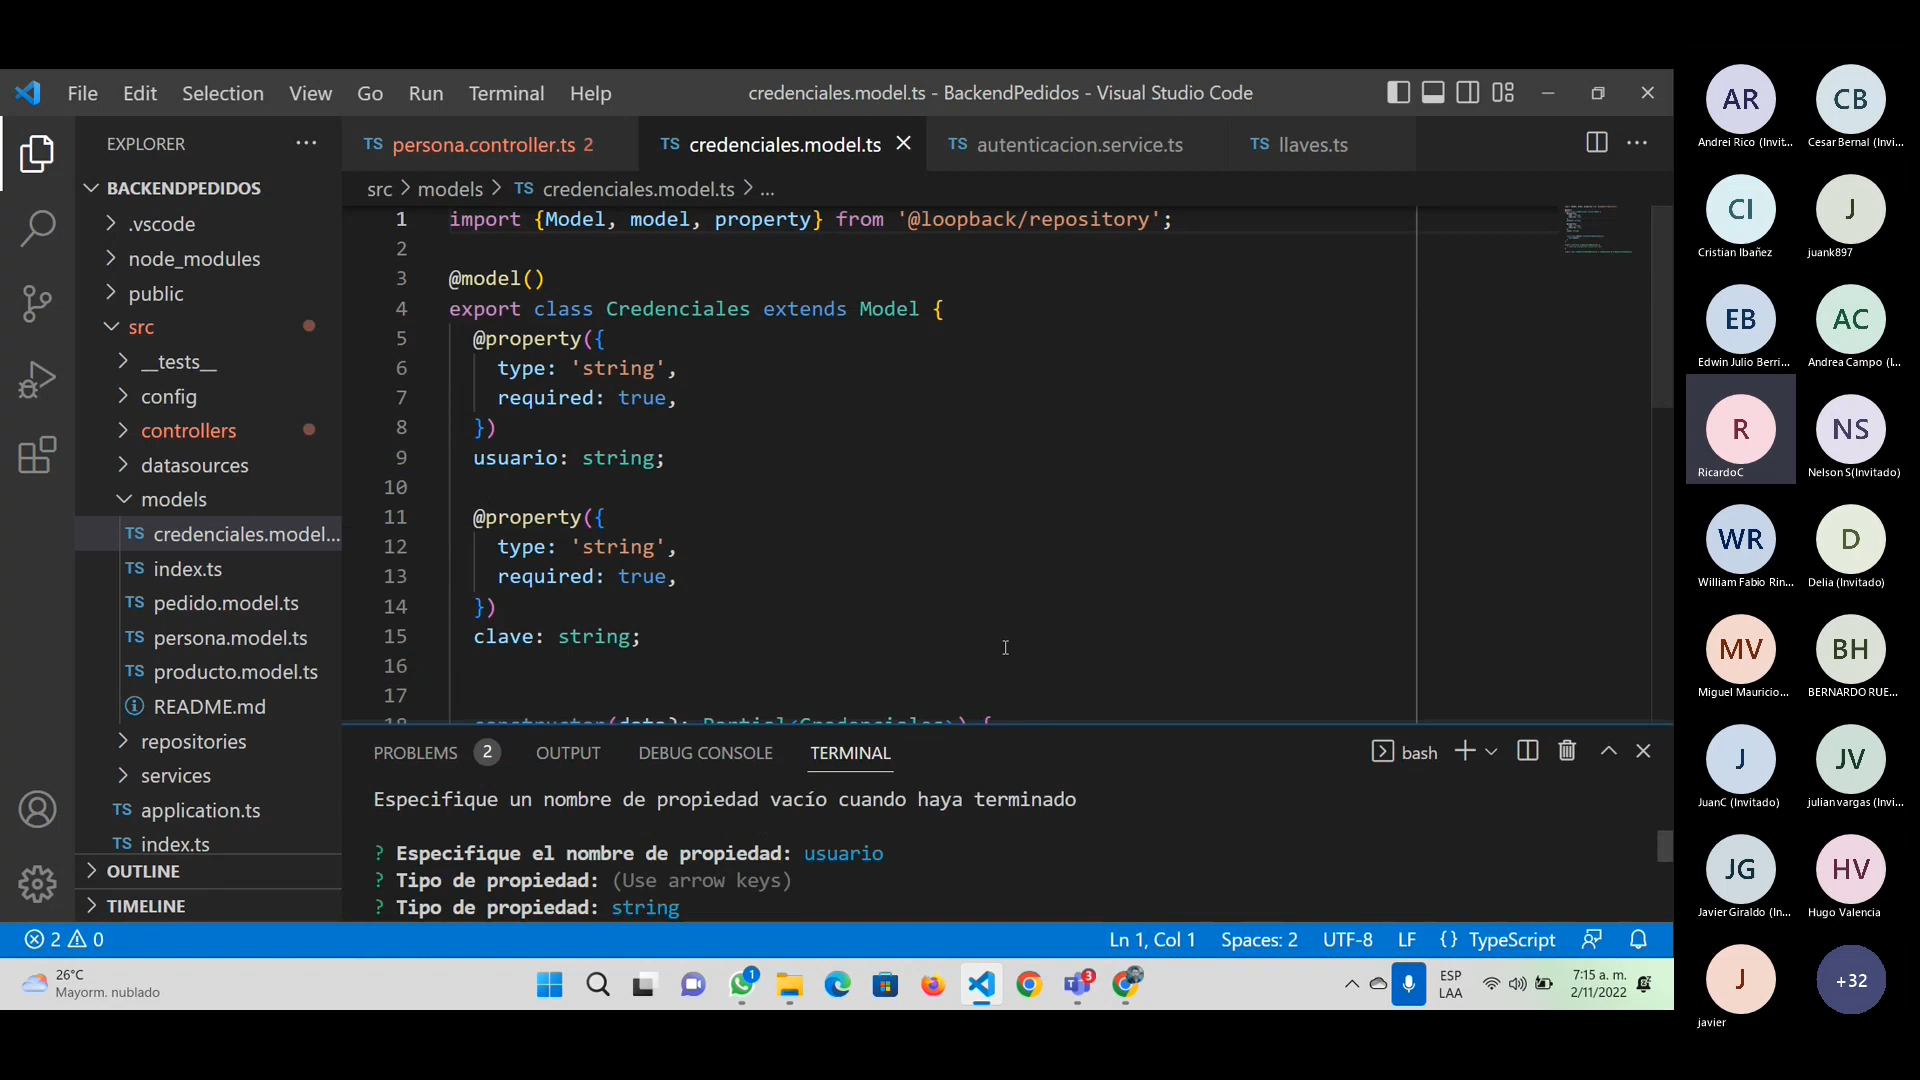 File Edit Selection View Go Run Terminal Help
credenciales.model.ts - BackendPedidos - Visual Studio Code
EXPLORER
BACKENDPEDIDOS
.vscode
node_modules
public
src
__tests__
config
controllers
datasources
models
TS credenciales.model...
TS index.ts
TS pedido.model.ts
TS persona.model.ts
TS producto.model.ts
README.md
repositories
services
TS application.ts
TS index.ts
OUTLINE
TIMELINE
TS persona.controller.ts 2
TS credenciales.model.ts
TS autenticacion.service.ts
TS llaves.ts
src > models > TS credenciales.model.ts > ...
1 import {Model, model, property} from '@loopback/repository';
2
3 @model()
4 export class Credenciales extends Model {
5 @property({
6 type: 'string',
7 required: true,
8 })
9 usuario: string;
10
11 @property({
12 type: 'string',
13 required: true,
14 })
15 clave: string;
16
17
18 constructor(data?: Partial<Credenciales>) {
PROBLEMS 2 OUTPUT DEBUG CONSOLE TERMINAL
bash
Especifique un nombre de propiedad vacío cuando haya terminado
? Especifique el nombre de propiedad: usuario
? Tipo de propiedad: (Use arrow keys)
? Tipo de propiedad: string
2 0
Ln 1, Col 1 Spaces: 2 UTF-8 LF {} TypeScript
26°C
Mayorm. nublado
1
3
ESP
LAA
7:15 a. m.
2/11/2022
AR
Andrei Rico (Invit...
CB
Cesar Bernal (Invi...
CI
Cristian Ibañez
J
juank897
EB
Edwin Julio Berri...
AC
Andrea Campo (I...
R
RicardoC
NS
Nelson S(Invitado)
WR
William Fabio Rin...
D
Delia (Invitado)
MV
Miguel Mauricio...
BH
BERNARDO RUE...
J
JuanC (Invitado)
JV
julian vargas (Invi...
JG
Javier Giraldo (In...
HV
Hugo Valencia
J
javier
+32